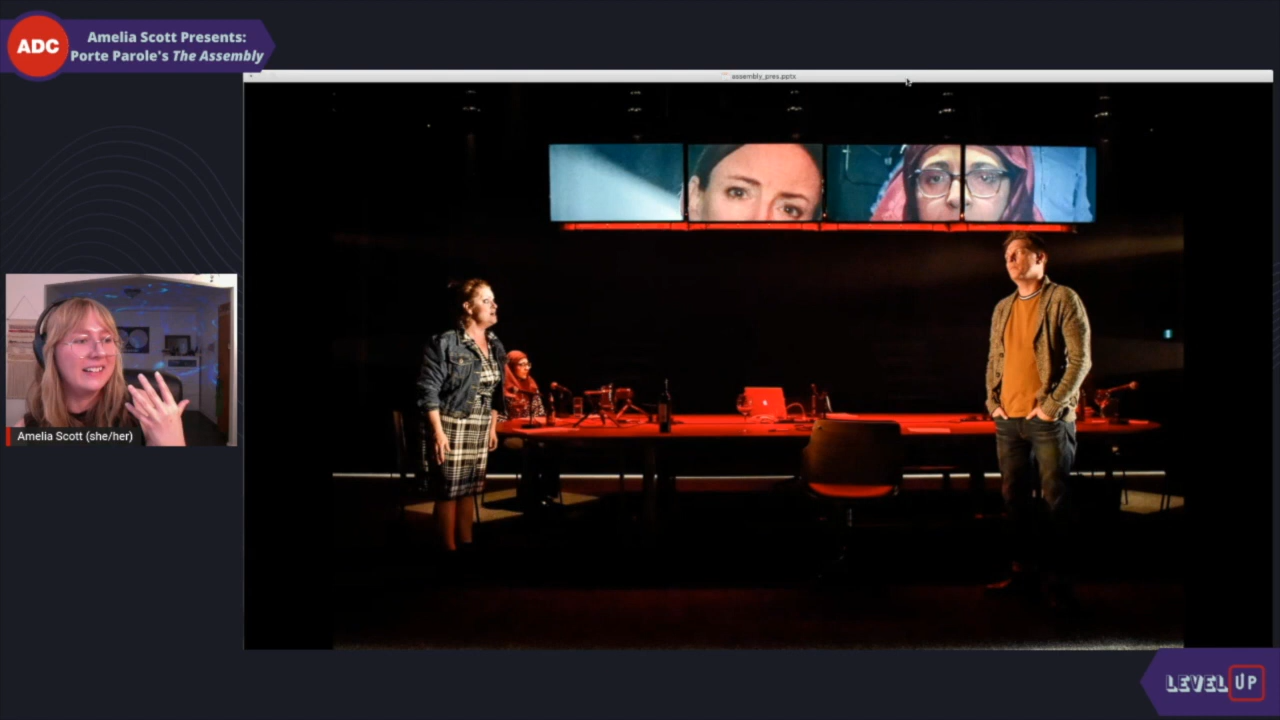 ADC
Amelia Scott Presents:
Porte Parole's The Assembly
assembly_pres.pptx
Amelia Scott (she/her)
LEVEL UP